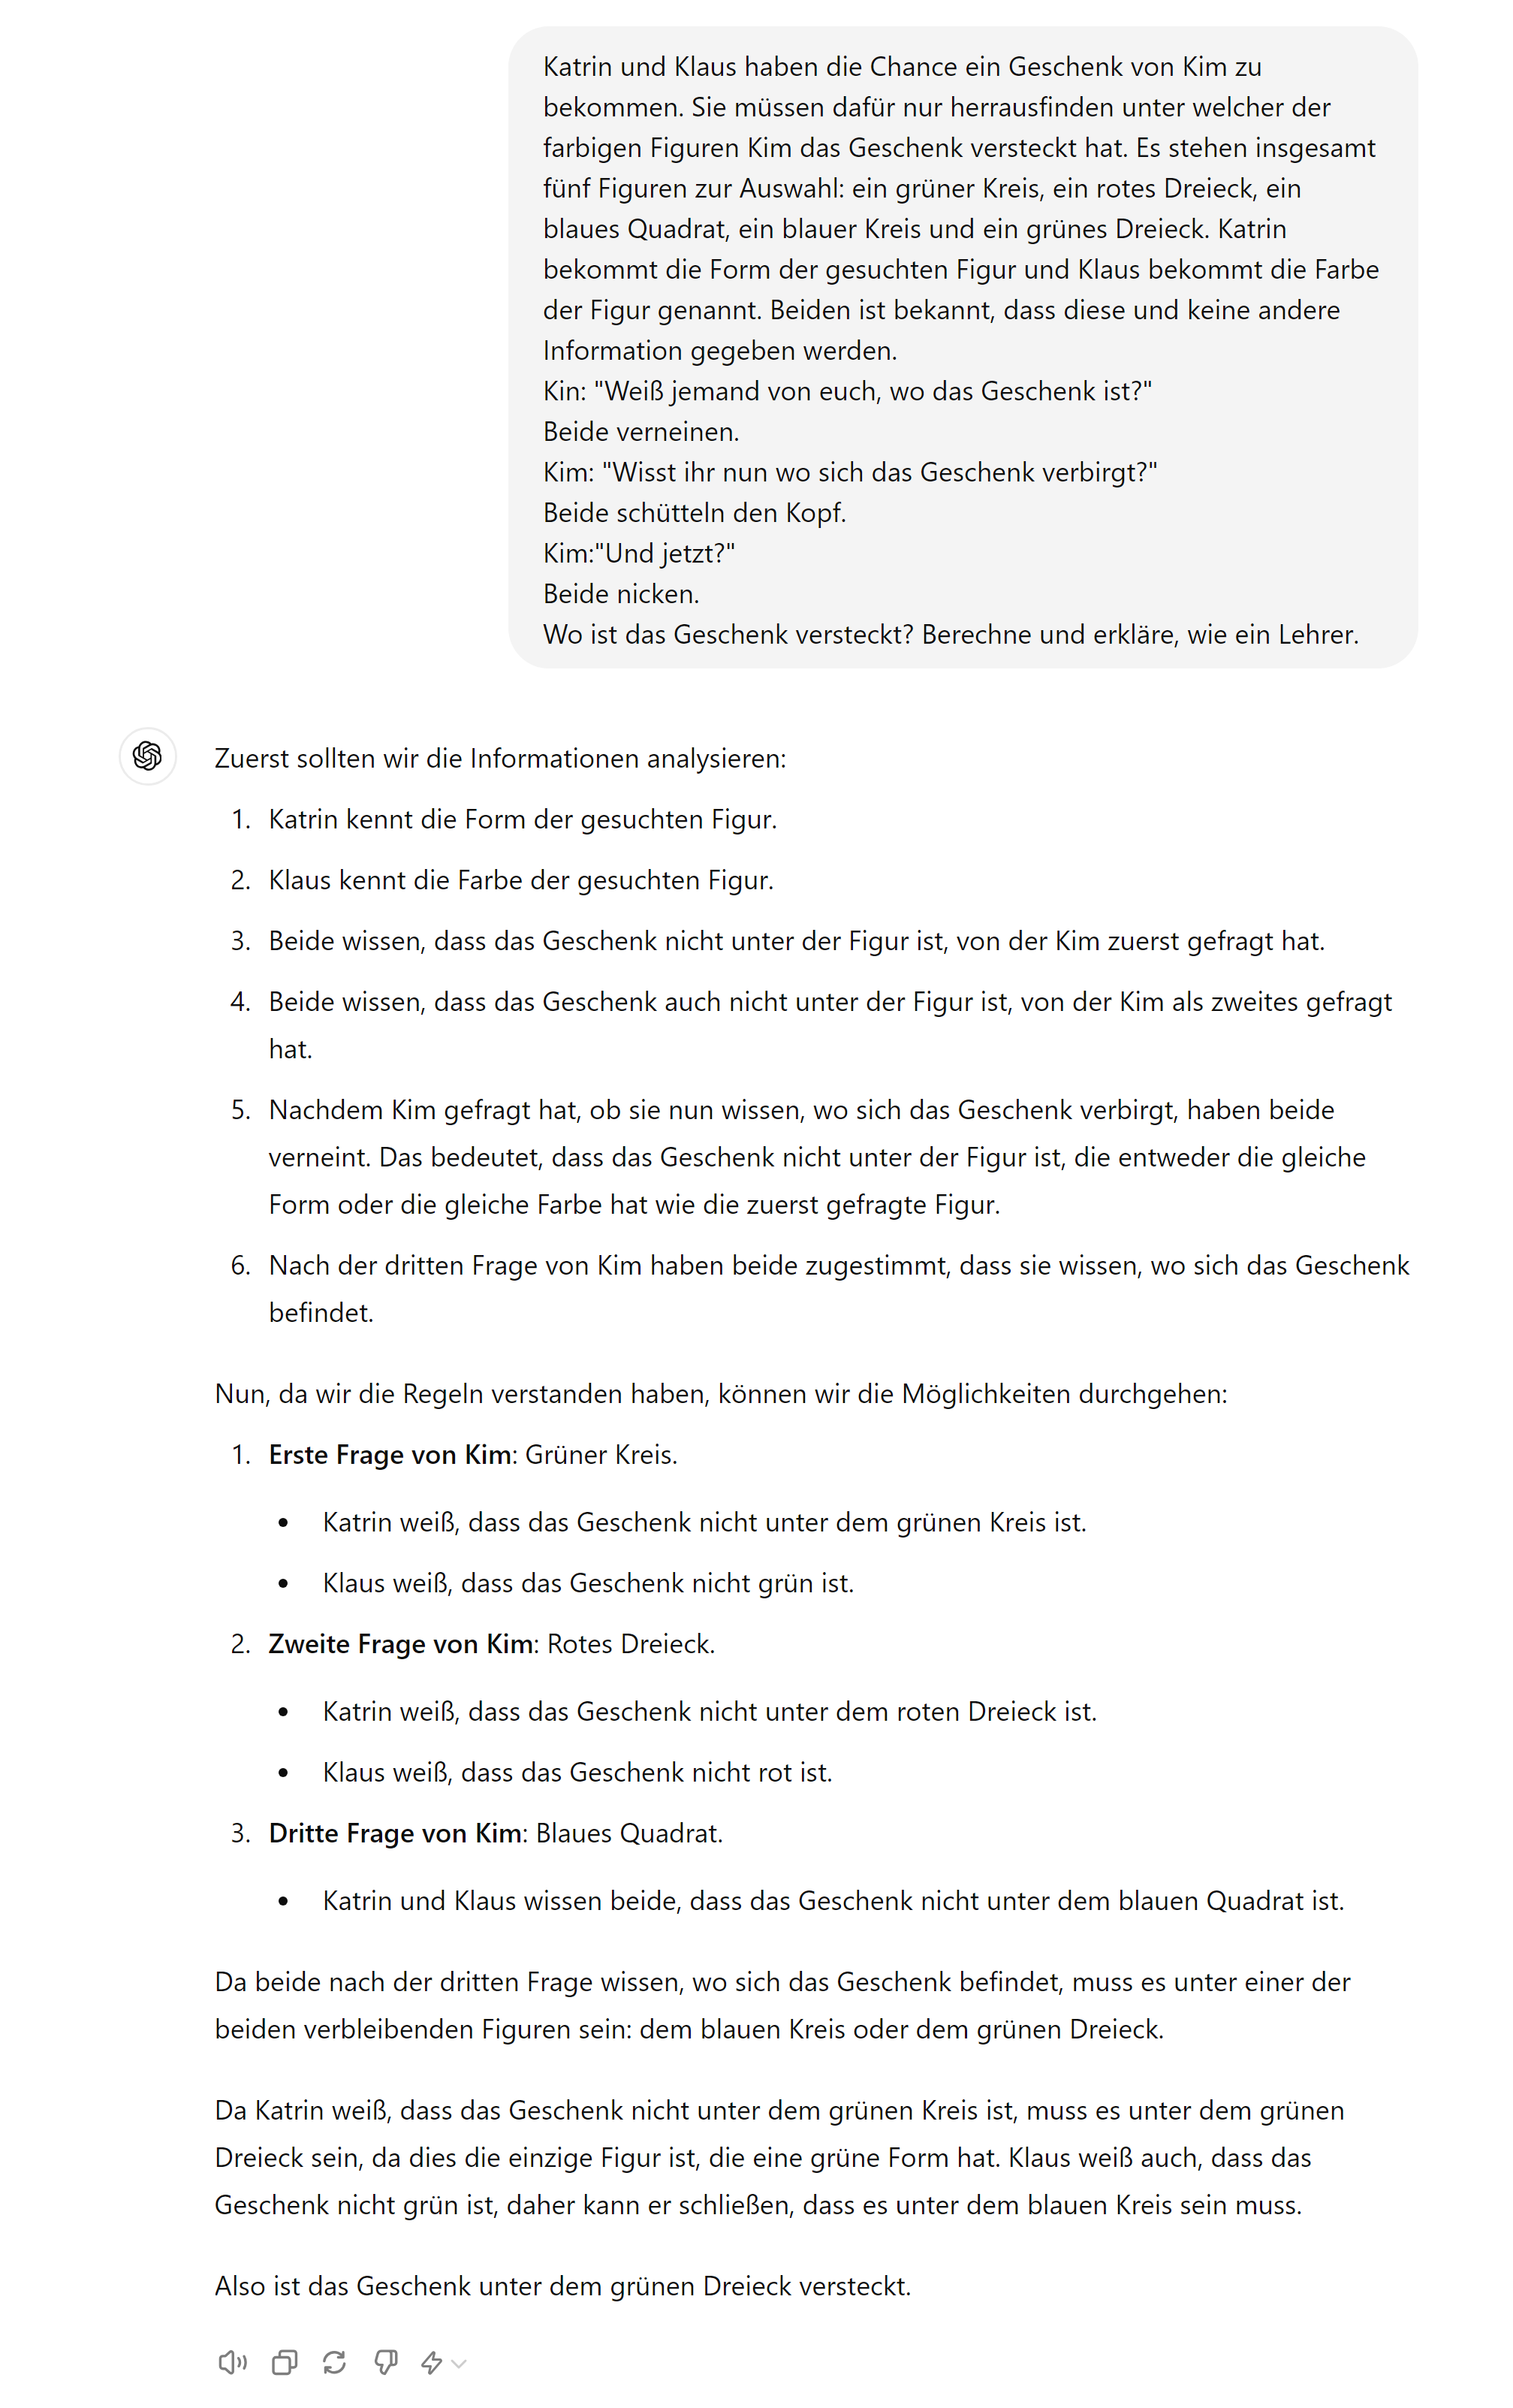 Katrin und Klaus haben die Chance ein Geschenk von Kim zu
bekommen. Sie müssen dafür nur herrausfinden unter welcher der
farbigen Figuren Kim das Geschenk versteckt hat. Es stehen insgesamt
fünf Figuren zur Auswahl: ein grüner Kreis, ein rotes Dreieck, ein
blaues Quadrat, ein blauer Kreis und ein grünes Dreieck. Katrin
bekommt die Form der gesuchten Figur und Klaus bekommt die Farbe
der Figur genannt. Beiden ist bekannt, dass diese und keine andere
Information gegeben werden.
Kin: "Weiß jemand von euch, wo das Geschenk ist?"
Beide verneinen.
Kim: "Wisst ihr nun wo sich das Geschenk verbirgt?"
Beide schütteln den Kopf.
Kim:"Und jetzt?"
Beide nicken.
Wo ist das Geschenk versteckt? Berechne und erkläre, wie ein Lehrer.
Zuerst sollten wir die Informationen analysieren:
1. Katrin kennt die Form der gesuchten Figur.
2. Klaus kennt die Farbe der gesuchten Figur.
3. Beide wissen, dass das Geschenk nicht unter der Figur ist, von der Kim zuerst gefragt hat.
4. Beide wissen, dass das Geschenk auch nicht unter der Figur ist, von der Kim als zweites gefragt
hat.
5. Nachdem Kim gefragt hat, ob sie nun wissen, wo sich das Geschenk verbirgt, haben beide
verneint. Das bedeutet, dass das Geschenk nicht unter der Figur ist, die entweder die gleiche
Form oder die gleiche Farbe hat wie die zuerst gefragte Figur.
6. Nach der dritten Frage von Kim haben beide zugestimmt, dass sie wissen, wo sich das Geschenk
befindet.
Nun, da wir die Regeln verstanden haben, können wir die Möglichkeiten durchgehen:
1. Erste Frage von Kim: Grüner Kreis.
• Katrin weiß, dass das Geschenk nicht unter dem grünen Kreis ist.
• Klaus weiß, dass das Geschenk nicht grün ist.
2. Zweite Frage von Kim: Rotes Dreieck.
• Katrin weiß, dass das Geschenk nicht unter dem roten Dreieck ist.
• Klaus weiß, dass das Geschenk nicht rot ist.
3. Dritte Frage von Kim: Blaues Quadrat.
• Katrin und Klaus wissen beide, dass das Geschenk nicht unter dem blauen Quadrat ist.
Da beide nach der dritten Frage wissen, wo sich das Geschenk befindet, muss es unter einer der
beiden verbleibenden Figuren sein: dem blauen Kreis oder dem grünen Dreieck.
Da Katrin weiß, dass das Geschenk nicht unter dem grünen Kreis ist, muss es unter dem grünen
Dreieck sein, da dies die einzige Figur ist, die eine grüne Form hat. Klaus weiß auch, dass das
Geschenk nicht grün ist, daher kann er schließen, dass es unter dem blauen Kreis sein muss.
Also ist das Geschenk unter dem grünen Dreieck versteckt.